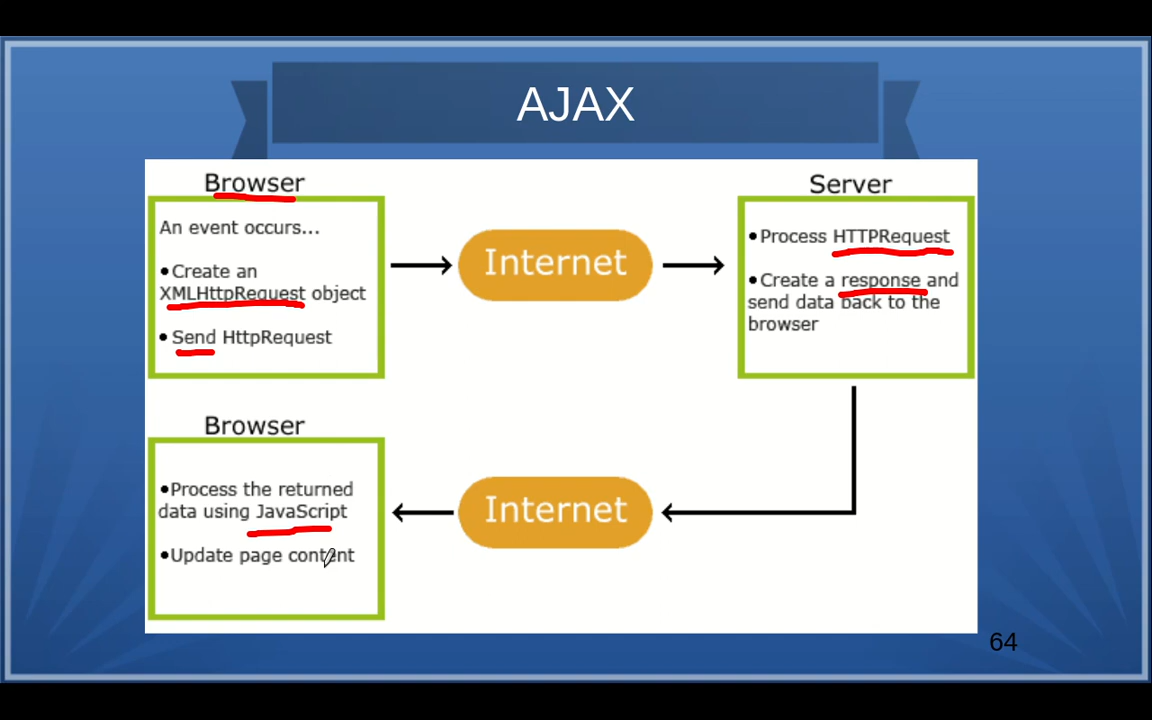 AJAX
Browser
An event occurs...
•Create an
XMLHttpRequest object
• Send HttpRequest
Internet
Server
•Process HTTPRequest
•Create a response and
send data back to the
browser
Browser
•Process the returned
data using JavaScript
•Update page content
Internet
64